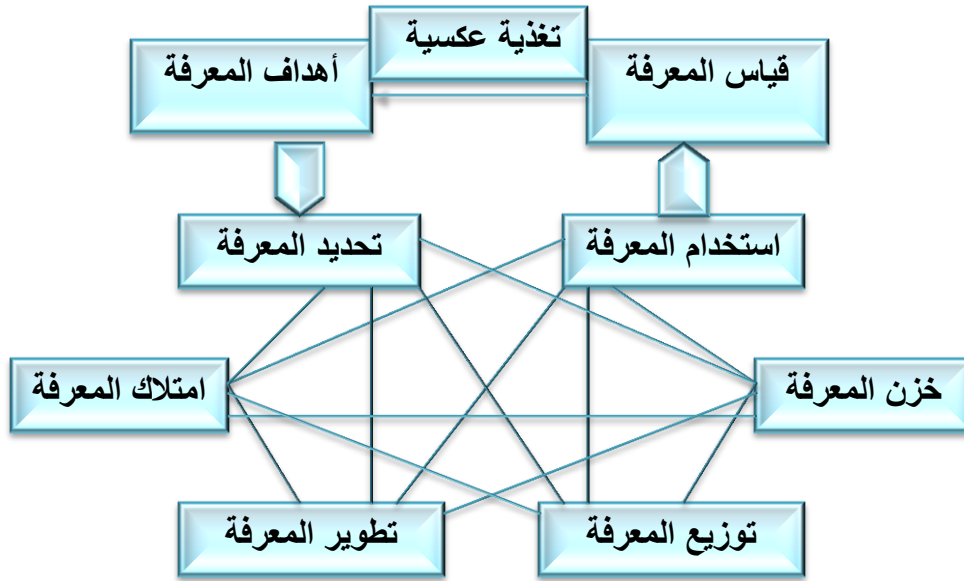 تغذية عكسية
قياس المعرفة
أهداف المعرفة
استخدام المعرفة
تحديد المعرفة
خزن المعرفة
امتلاك المعرفة
توزيع المعرفة
تطوير المعرفة